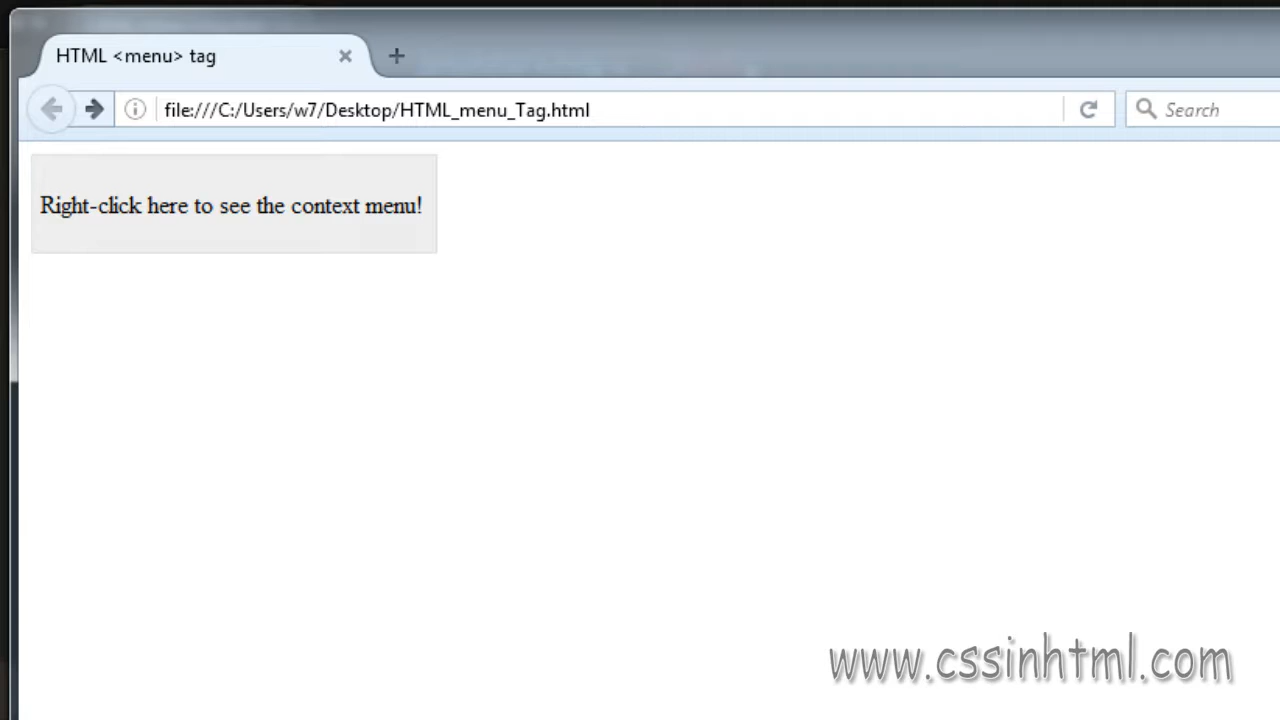 HTML <menu> tag
file:///C:/Users/w7/Desktop/HTML_menu_Tag.html
Search
Right-click here to see the context menu!
www.cssinhtml.com